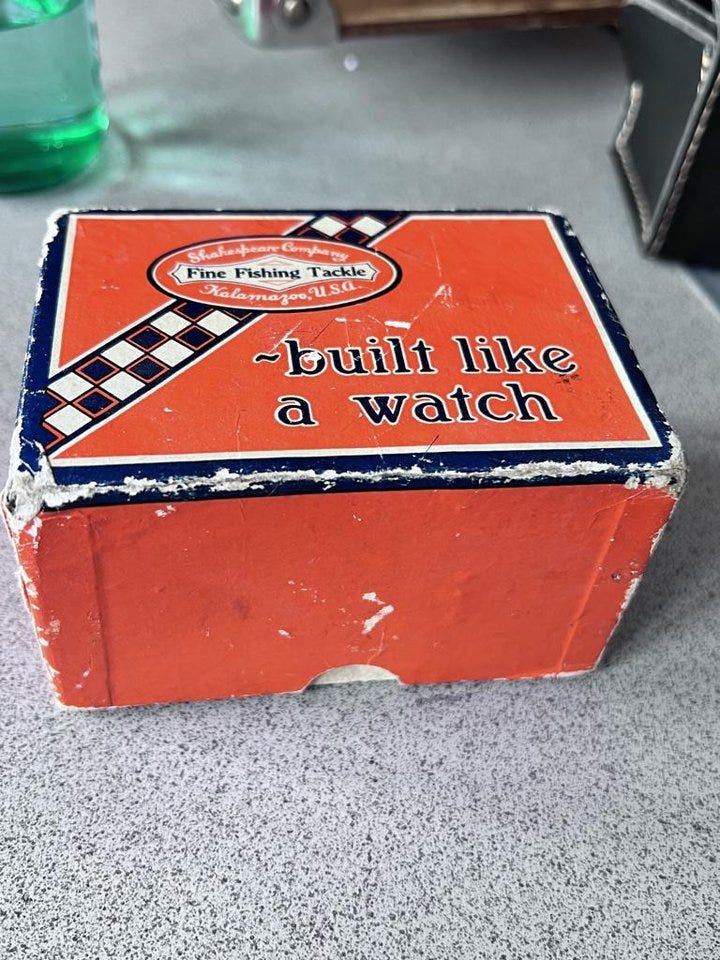 Shakespeare Company
Fine Fishing Tackle
Kalamazoo, U.S.A.
~built like
a watch